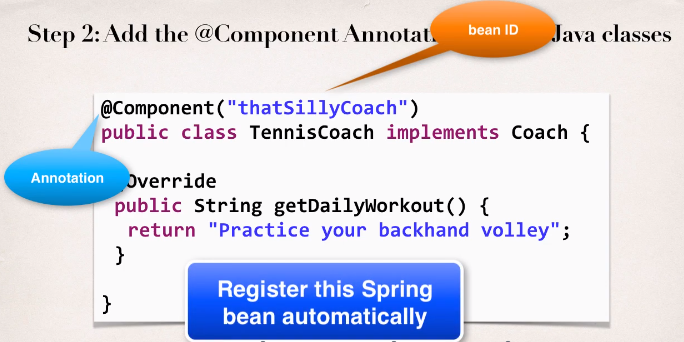 Step 2: Add the @Component Java classes
bean ID
@Component("thatSillyCoach")
public class TennisCoach implements Coach {
Annotation
Override
public String getDailyWorkout() {
return "Practice your backhand volley";
}
Register this Spring
bean automatically
}